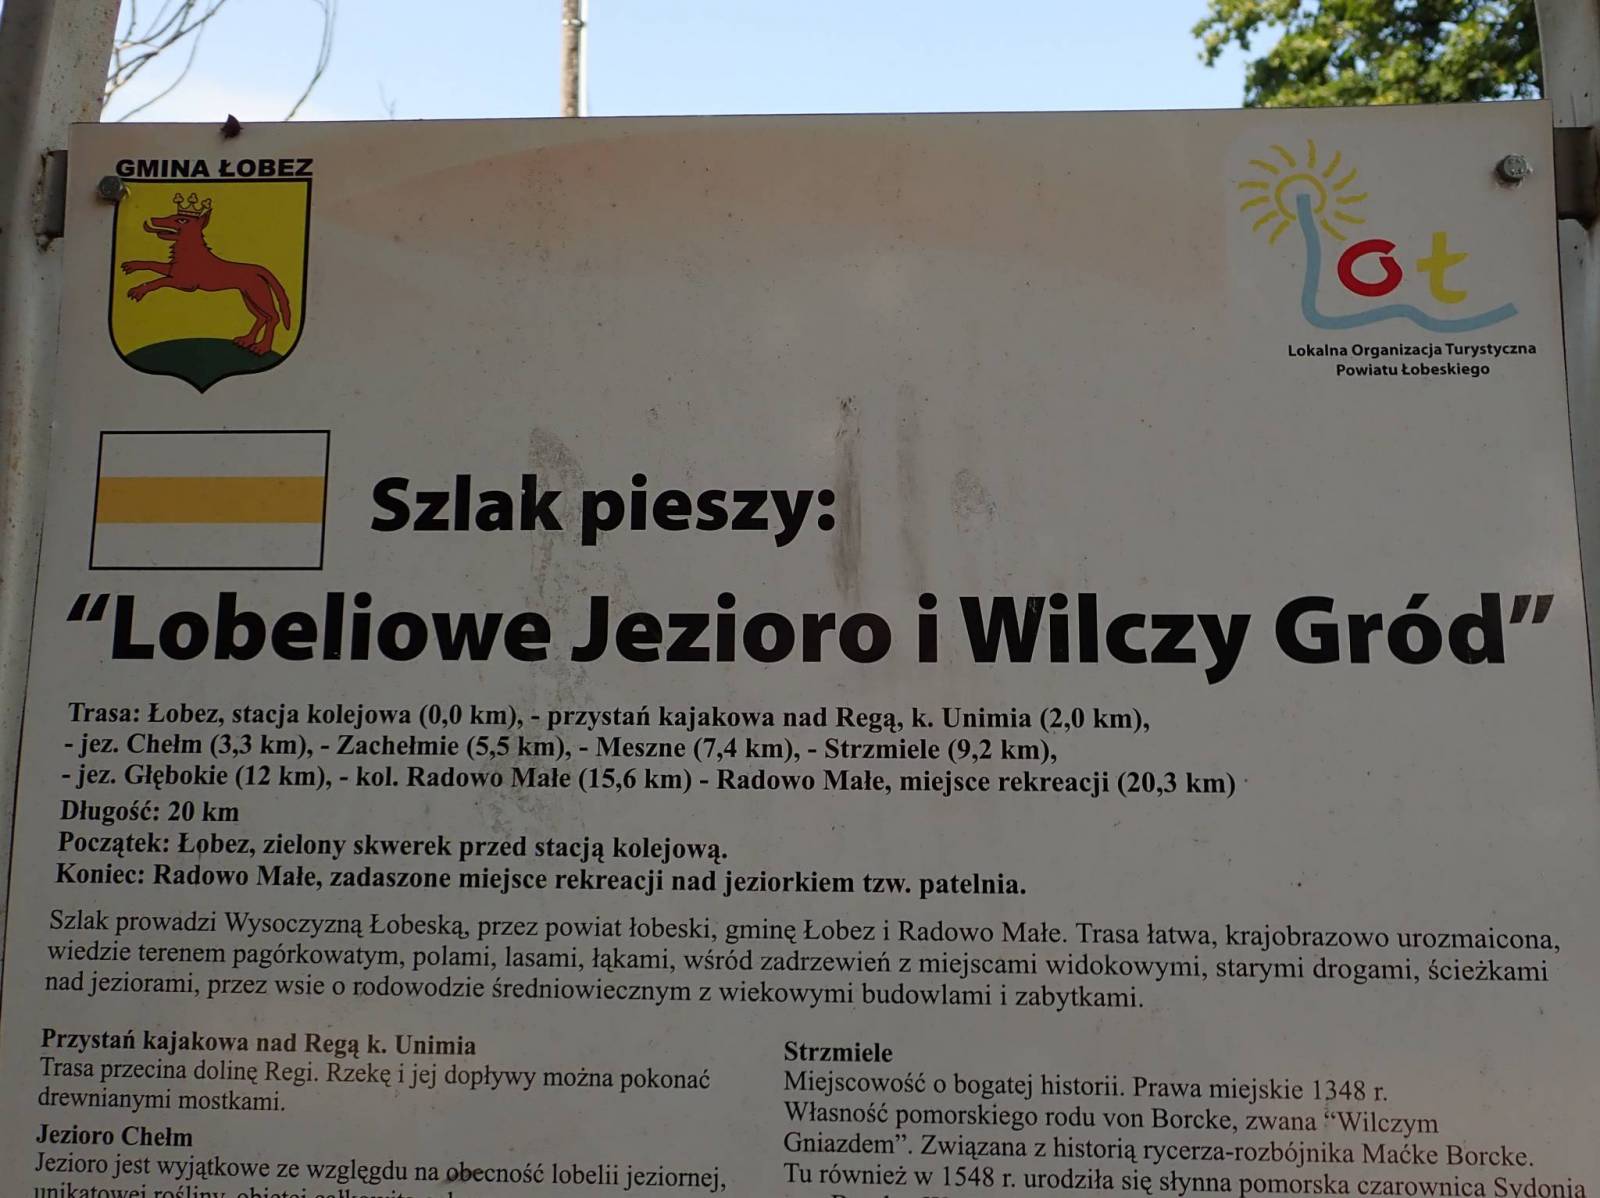 GMINA ŁOBEZ
Lot
Lokalna Organizacja Turystyczna
Powiatu Łobeskiego
Szlak pieszy:
“Lobeliowe Jezioro i Wilczy Gród”
Trasa: Łobez, stacja kolejowa (0,0 km), - przystań kajakowa nad Regą, k. Unimia (2,0 km),
- jez. Chełm (3,3 km), - Zachełmie (5,5 km), - Meszne (7,4 km), - Strzmiele (9,2 km),
- jez. Głębokie (12 km), - kol. Radowo Małe (15,6 km) - Radowo Małe, miejsce rekreacji (20,3 km)
Długość: 20 km
Początek: Łobez, zielony skwerek przed stacją kolejową.
Koniec: Radowo Małe, zadaszone miejsce rekreacji nad jeziorkiem tzw. patelnia.
Szlak prowadzi Wysoczyzną Łobeską, przez powiat łobeski, gminę Łobez i Radowo Małe. Trasa łatwa, krajobrazowo urozmaicona,
wiedzie terenem pagórkowatym, polami, lasami, łąkami, wśród zadrzewień z miejscami widokowymi, starymi drogami, ścieżkami
nad jeziorami, przez wsie o rodowodzie średniowiecznym z wiekowymi budowlami i zabytkami.
Przystań kajakowa nad Regą k. Unimia
Trasa przecina dolinę Regi. Rzekę i jej dopływy można pokonać
drewnianymi mostkami.
Jezioro Chełm
Jezioro jest wyjątkowe ze względu na obecność lobelii jeziornej,
unikatowej rośliny, objętej
Strzmiele
Miejscowość o bogatej historii. Prawa miejskie 1348 r.
Własność pomorskiego rodu von Borcke, zwana “Wilczym
Gniazdem”. Związana z historią rycerza-rozbójnika Maćke Borcke.
Tu również w 1548 r. urodziła się słynna pomorska czarownica Sydonia